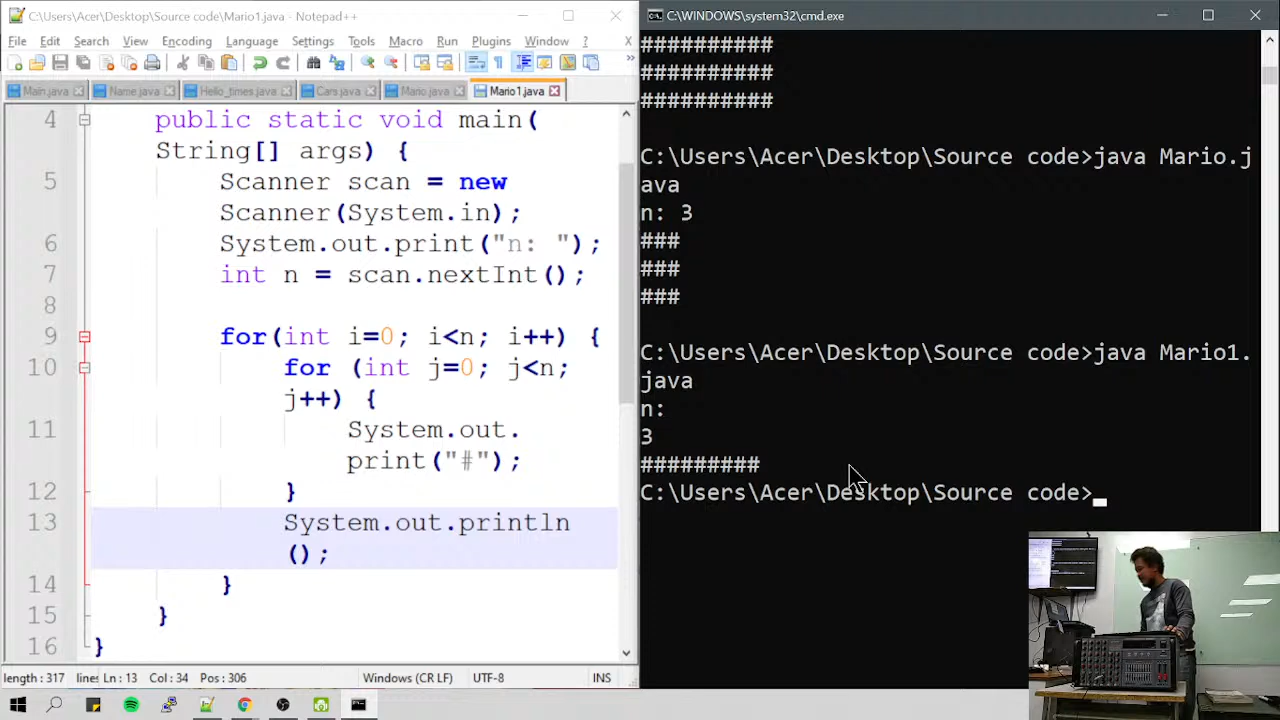 C:\Users\Acer\Desktop\Source code\Mario1.java - Notepad++
File Edit Search View Encoding Language Settings Tools Macro Run Plugins Window ? X
Main.java Name.java Hello_times.java Cars.java Mario.java Mario1.java
4 public static void main(
String[] args) {
5 Scanner scan = new
Scanner(System.in);
6 System.out.print("n: ");
7 int n = scan.nextInt();
8
9 for(int i=0; i<n; i++) {
10 for (int j=0; j<n;
j++) {
11 System.out.
print("#");
12 }
13 System.out.println
();
14 }
15 }
16 }
length : 317 lines Ln : 13 Col : 34 Pos : 306 Windows (CR LF) UTF-8 INS
C:\WINDOWS\system32\cmd.exe
##########
##########
##########
C:\Users\Acer\Desktop\Source code>java Mario.j
ava
n: 3
###
###
###
C:\Users\Acer\Desktop\Source code>java Mario1.
java
n:
3
#########
C:\Users\Acer\Desktop\Source code>